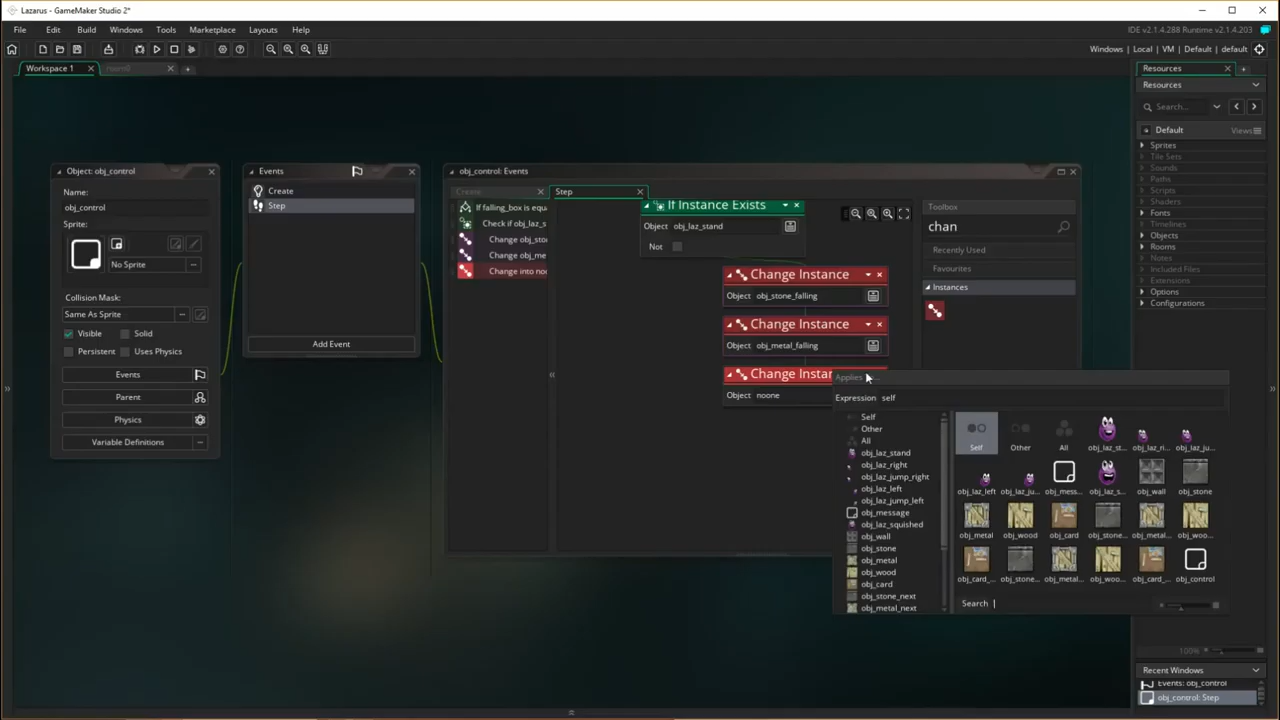 Lazarus - GameMaker Studio 2*
File Edit Build Windows Tools Marketplace Layouts Help
IDE v2.1.4.288 Runtime v2.1.4.203
Windows | Local | VM | Default | default
Workspace 1
Room0
Resources
Resources
Search...
Default
Views
Sprites
Tile Sets
Sounds
Paths
Scripts
Shaders
Fonts
Timelines
Objects
Rooms
Notes
Included Files
Extensions
Options
Configurations
100%
Recent Windows
Events: obj_control
obj_control: Step
Object: obj_control
Name:
obj_control
Sprite:
No Sprite
...
Collision Mask:
Same As Sprite
...
Visible Solid
Persistent Uses Physics
Events
Parent
Physics
Variable Definitions
Events
Create
Step
Add Event
obj_control: Events
Create
Step
If falling_box is equa
Check if obj_laz_s
Change obj_sto
Change obj_me
Change into noo
If Instance Exists
Object obj_laz_stand
Not
Change Instance
Object obj_stone_falling
Change Instance
Object obj_metal_falling
Change Instan
Object noone
Toolbox
chan
Recently Used
Favourites
Instances
Applies
Expression self
Self
Other
All
obj_laz_stand
obj_laz_right
obj_laz_jump_right
obj_laz_left
obj_laz_jump_left
obj_message
obj_laz_squished
obj_wall
obj_stone
obj_metal
obj_wood
obj_card
obj_stone_next
obj_metal_next
Self Other All obj_laz_st... obj_laz_ri... obj_laz_ju...
obj_laz_left obj_laz_ju... obj_mess... obj_laz_s... obj_wall obj_stone
obj_metal obj_wood obj_card obj_stone... obj_metal... obj_woo...
obj_card_... obj_stone... obj_metal... obj_woo... obj_card_... obj_control
Search